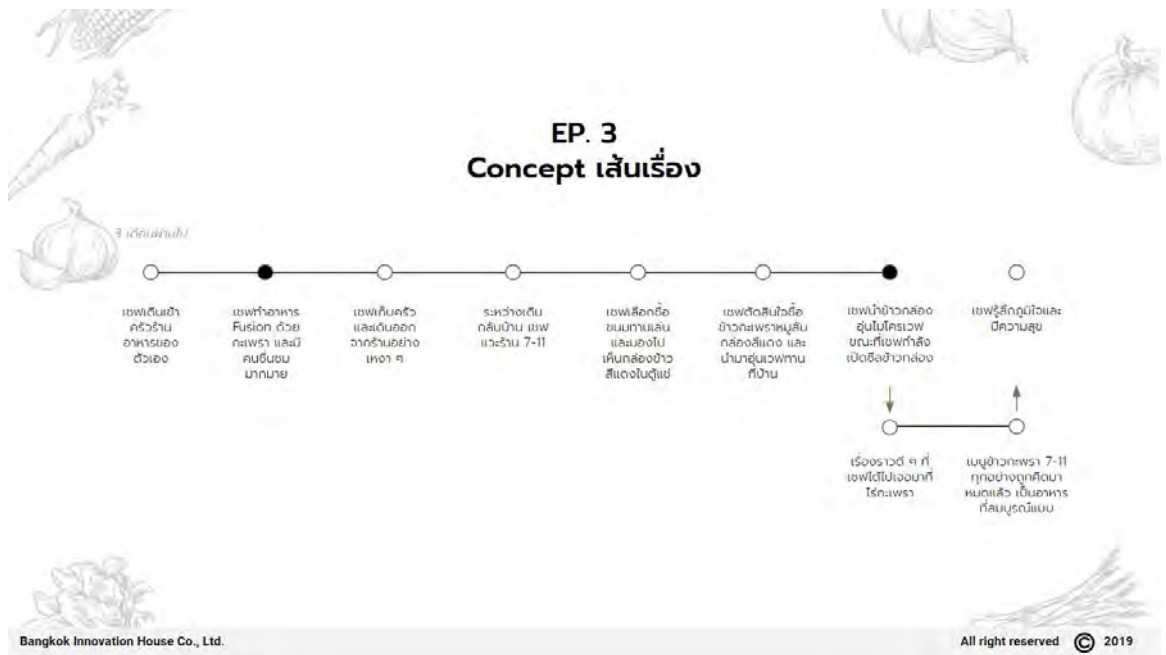 EP. 3
Concept เส้นเรื่อง
3 เดือนผ่านไป
เชฟเดินเข้า
ครัวร้าน
อาหารของ
ตัวเอง
เชฟทำอาหาร
Fusion ด้วย
กะเพรา และมี
คนชื่นชม
มากมาย
เชฟเก็บครัว
และเดินออก
จากร้านอย่าง
เหงา ๆ
ระหว่างเดิน
กลับบ้าน เชฟ
แวะร้าน 7-11
เชฟเลือกซื้อ
ขนมทานเล่น
และมองไป
เห็นกล่องข้าว
สีแดงในตู้แช่
เชฟตัดสินใจซื้อ
ข้าวกะเพราหมูสับ
กล่องสีแดง และ
นำมาอุ่นเวฟทาน
ที่บ้าน
เชฟนำข้าวกล่อง
อุ่นไมโครเวฟ
ขณะที่เชฟกำลัง
เปิดซีลข้าวกล่อง
เชฟรู้สึกภูมิใจและ
มีความสุข
เรื่องราวดี ๆ ที่
เชฟได้ไปเจอมาที่
ไร่กะเพรา
เมนูข้าวกะพรา 7-11
ทุกอย่างถูกคิดมา
หมดแล้ว เป็นอาหาร
ที่สมบูรณ์แบบ
Bangkok Innovation House Co., Ltd.
All right reserved © 2019